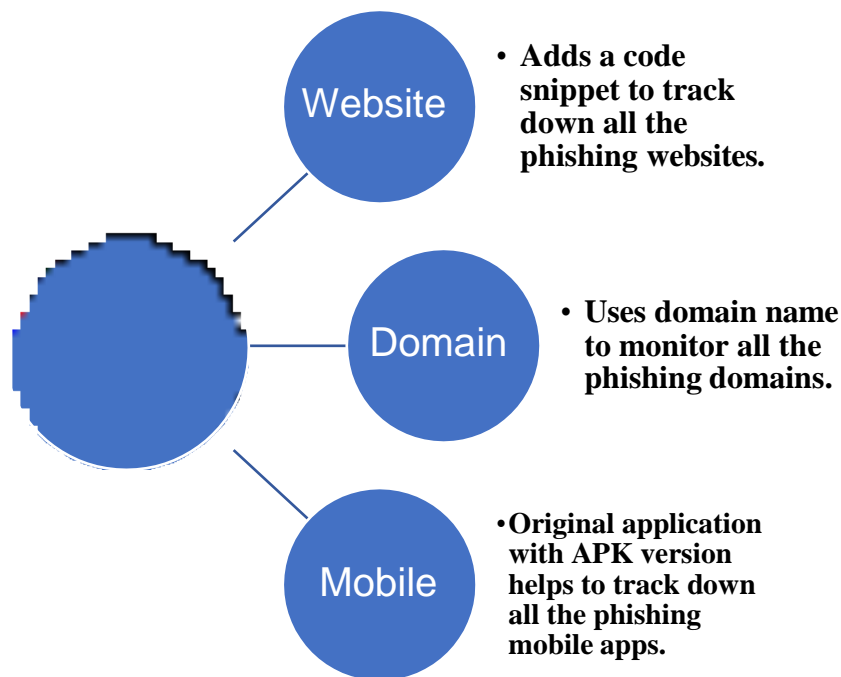 Website
• Adds a code
snippet to track
down all the
phishing websites.
Domain
• Uses domain name
to monitor all the
phishing domains.
Mobile
•Original application
with APK version
helps to track down
all the phishing
mobile apps.